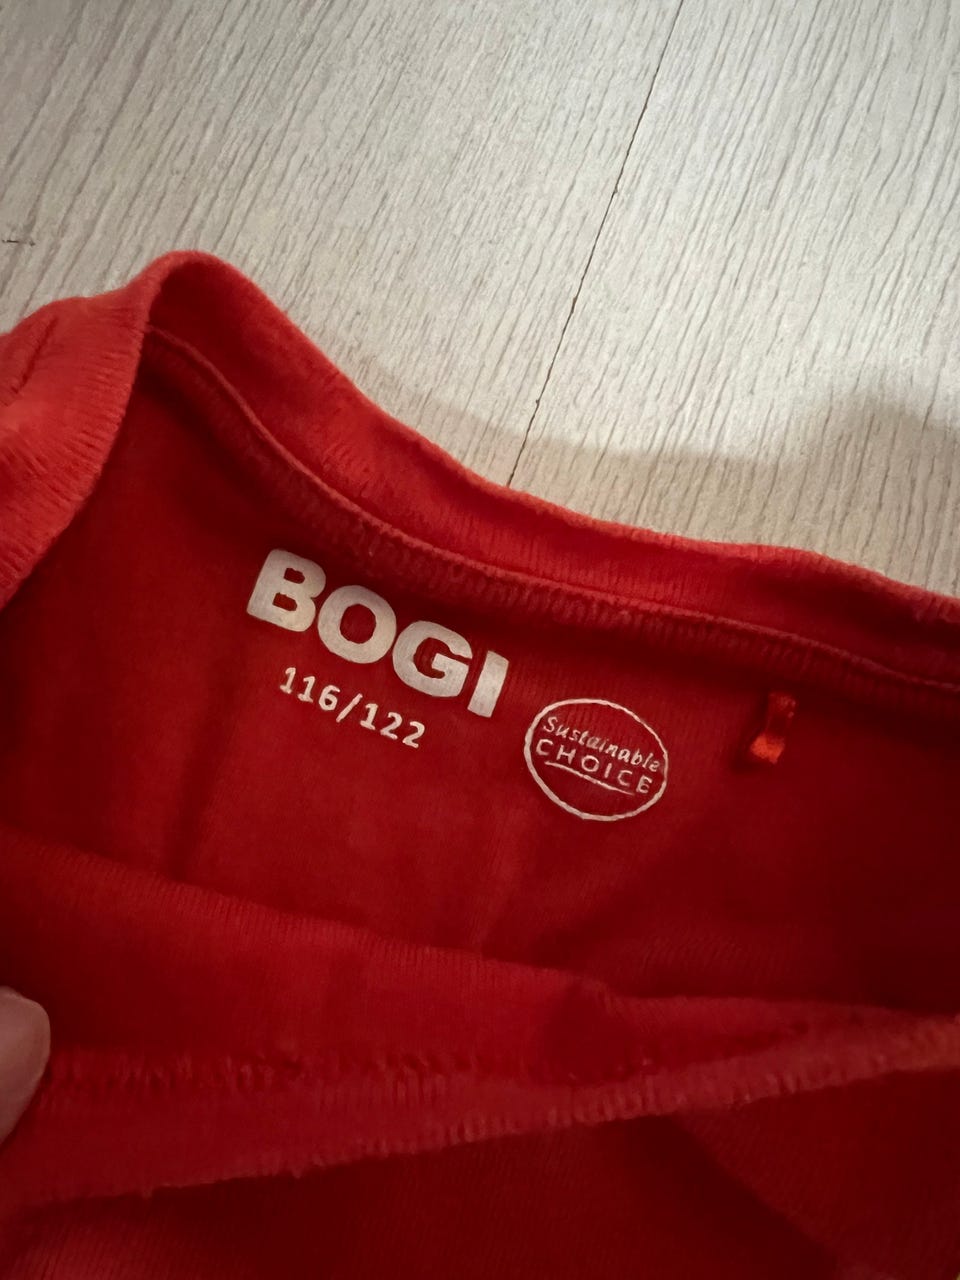 BOGI
116/122
Sustainable
CHOICE